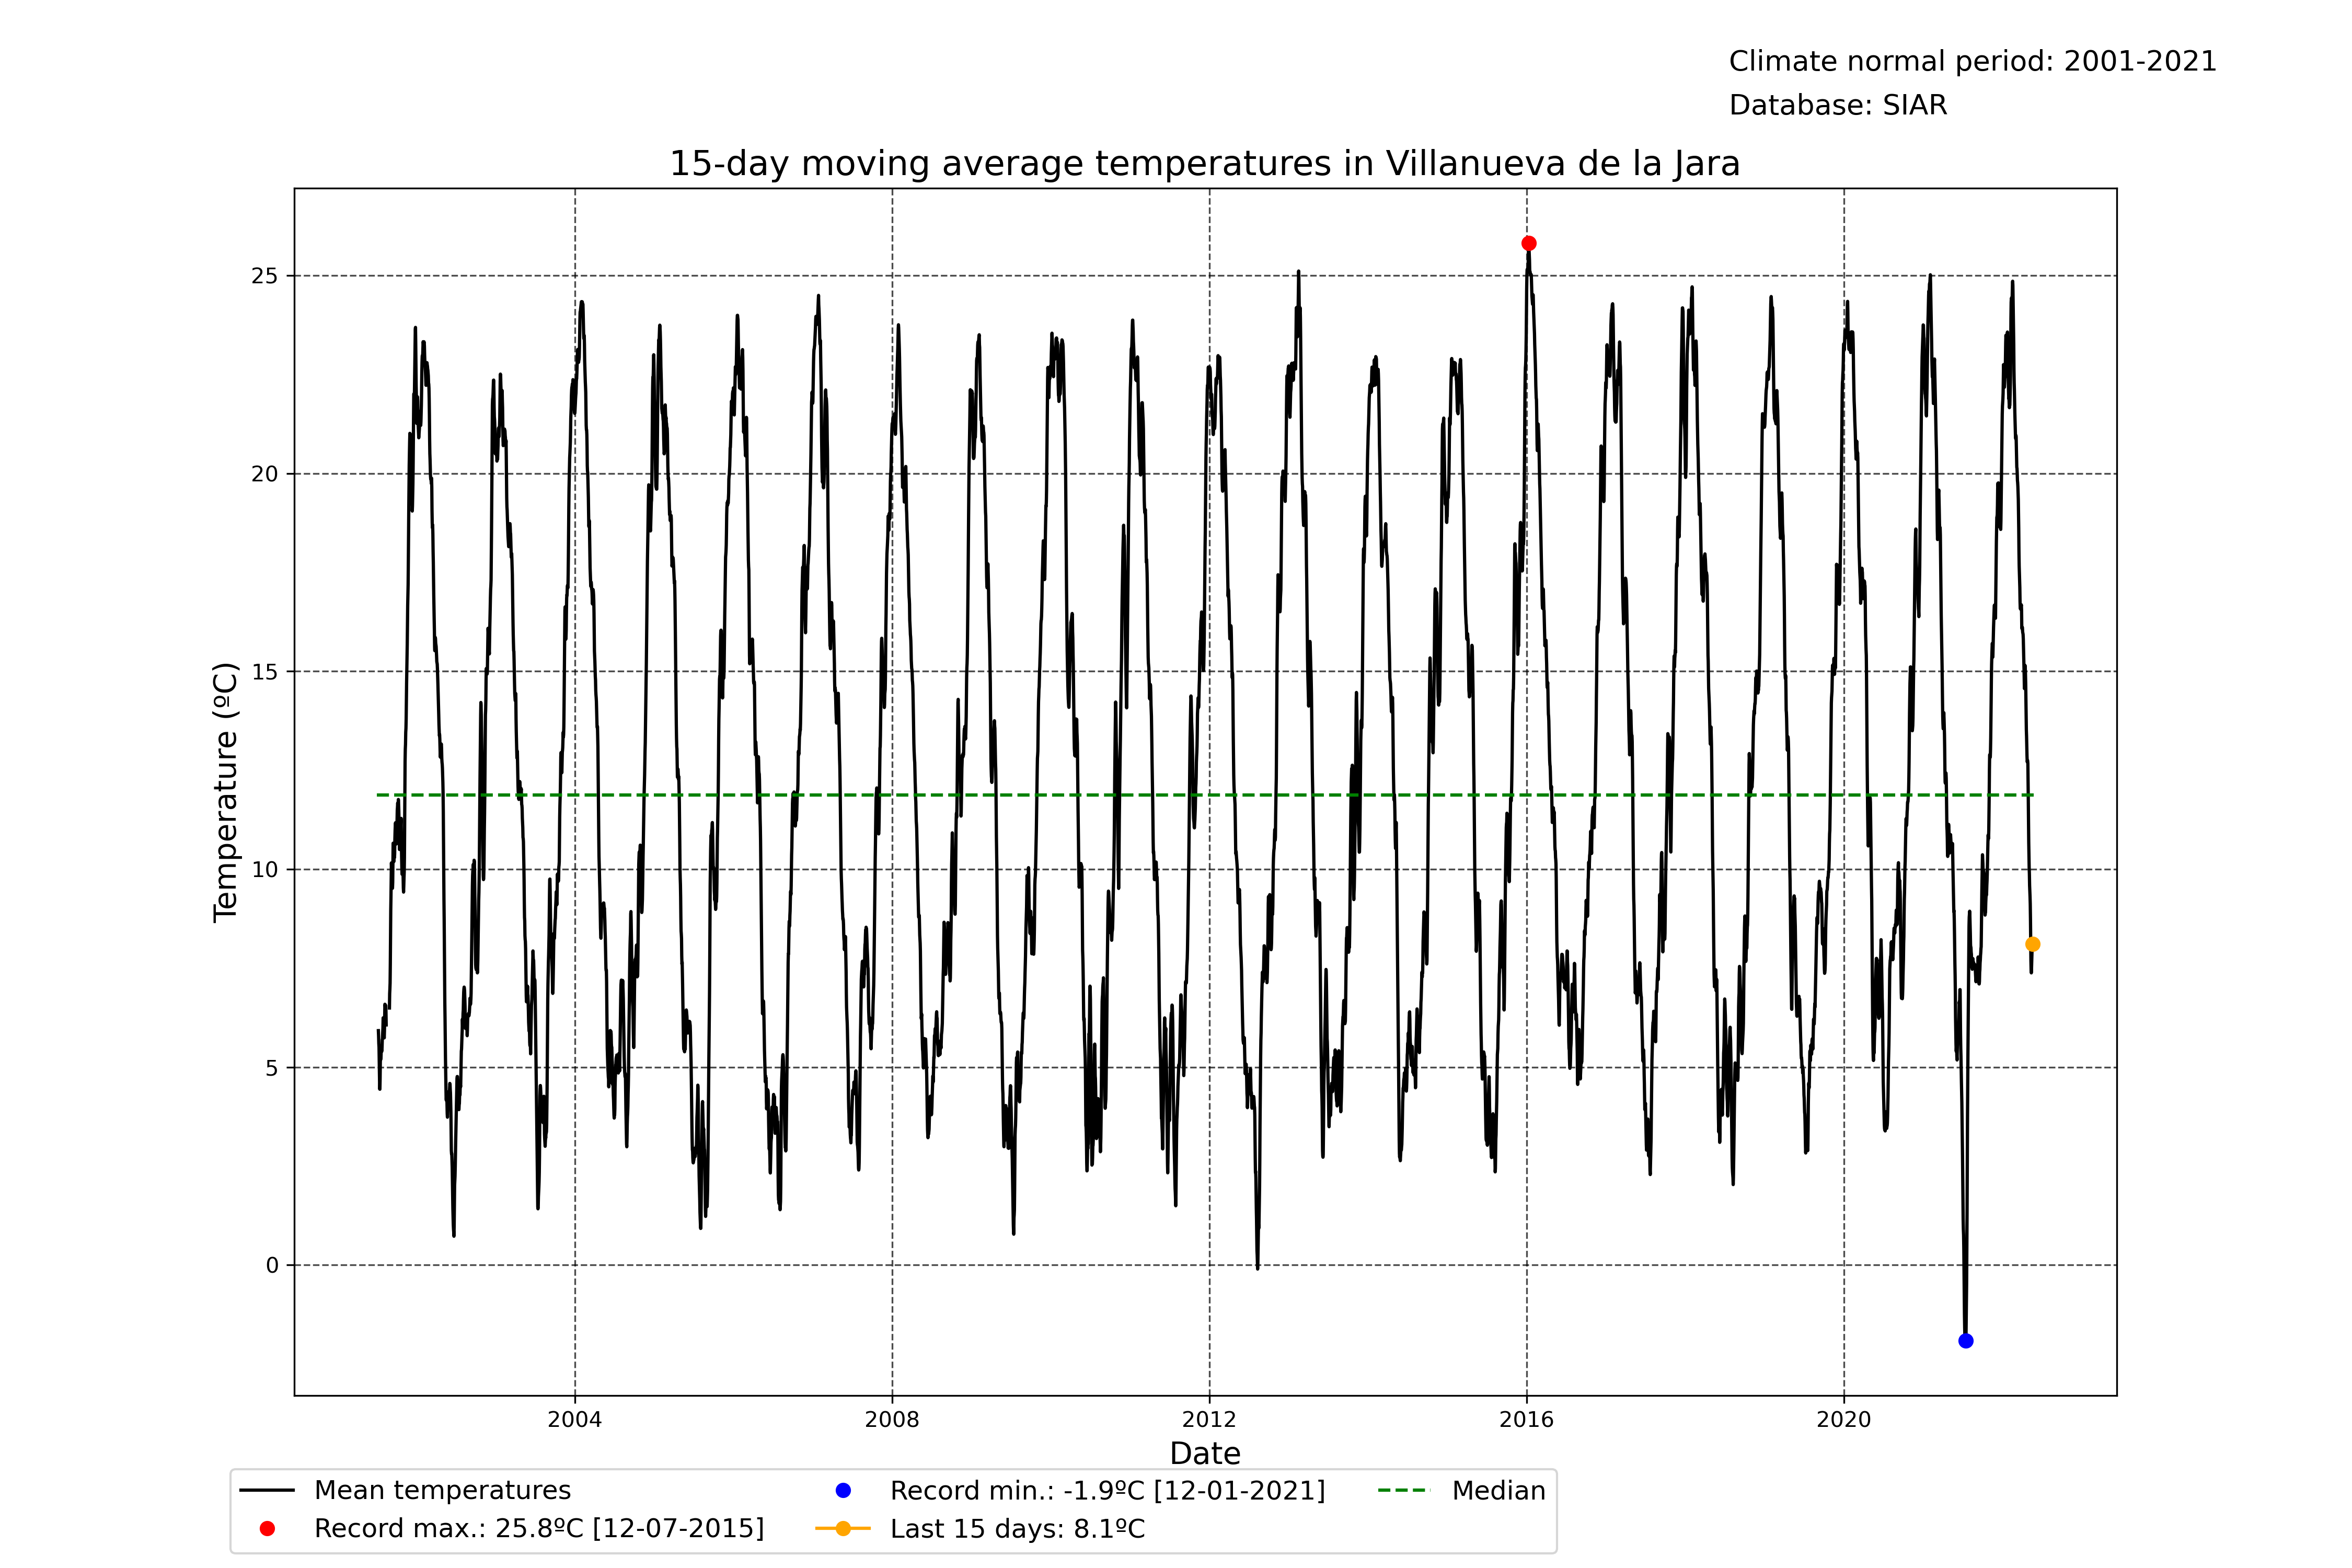 Climate normal period: 2001-2021
Database: SIAR
15-day moving average temperatures in Villanueva de la Jara
25
20
15
10
5
0
Temperature (ºC)
2004 2008 2012 2016 2020
Date
Mean temperatures
Record max.: 25.8ºC [12-07-2015]
Record min.: -1.9ºC [12-01-2021]
Last 15 days: 8.1ºC
Median